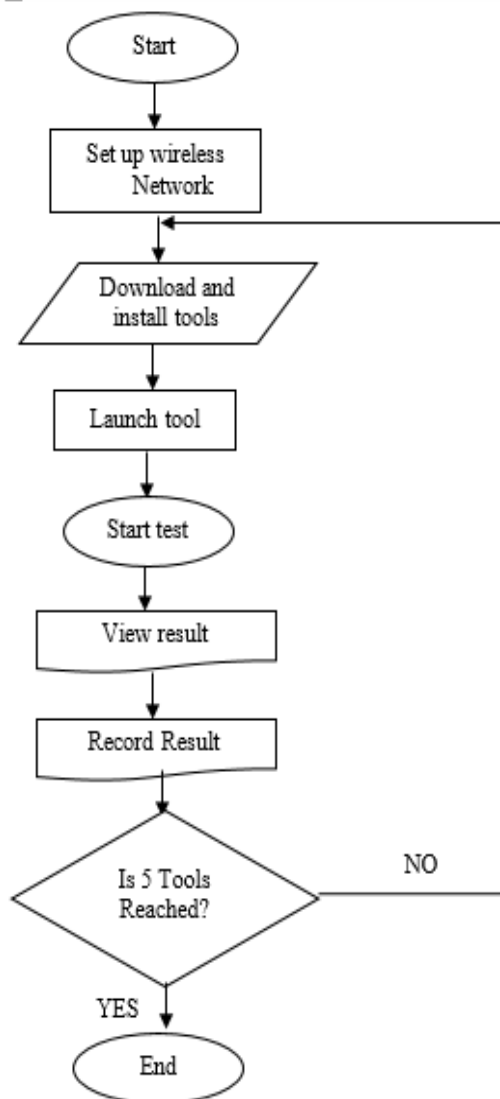 Start
Set up wireless
Network
Download and
install tools
Launch tool
Start test
View result
Record Result
Is 5 Tools
Reached?
NO
YES
End